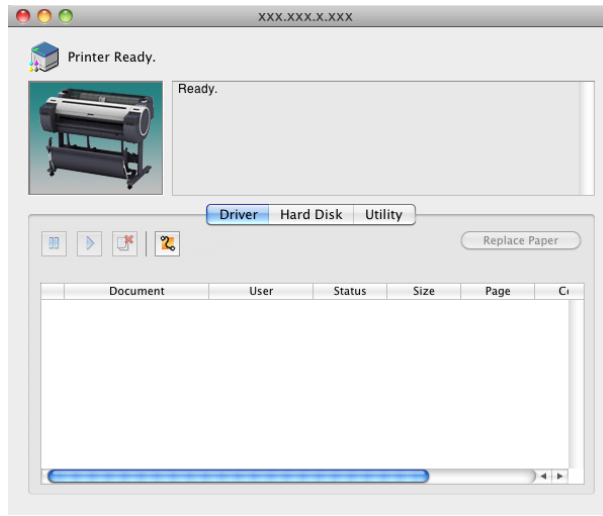 xxx.xxx.x.xxx
Printer Ready.
Ready.
Driver Hard Disk Utility
Replace Paper
Document User Status Size Page